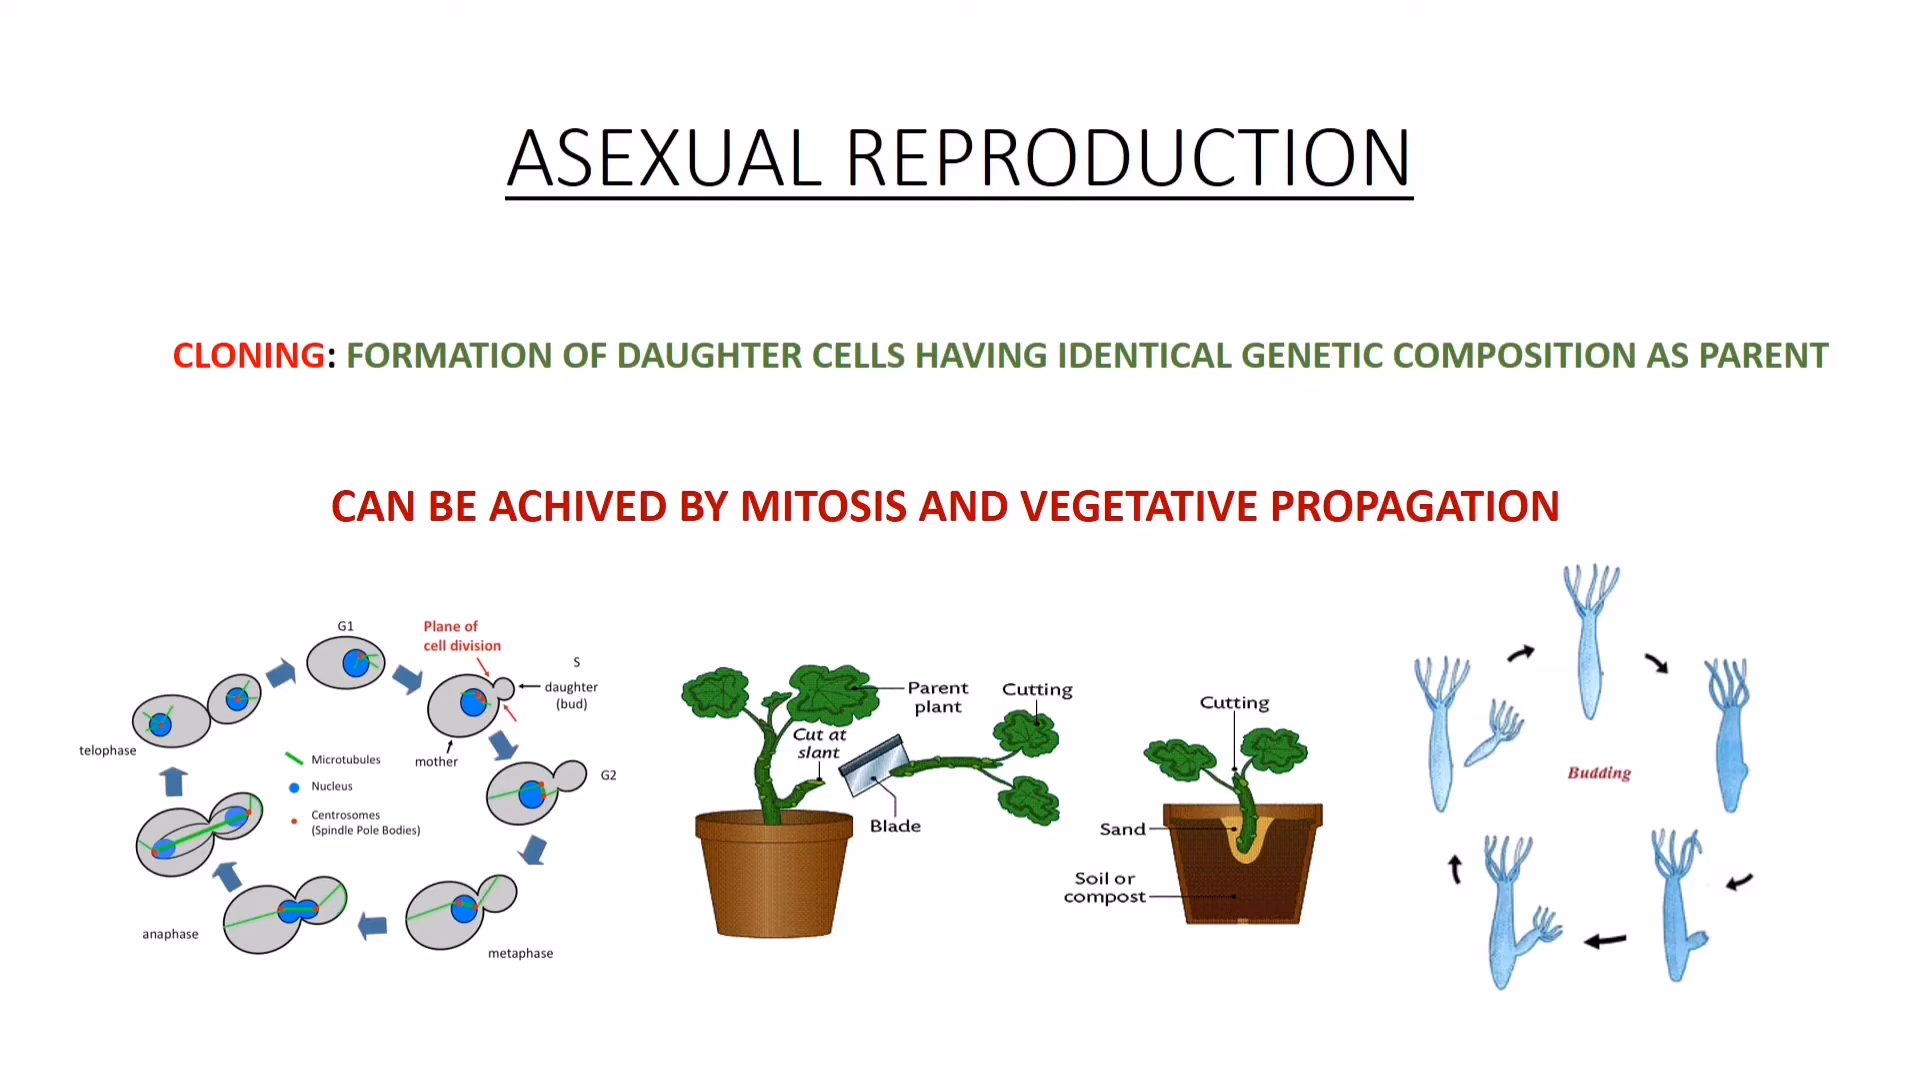 ASEXUAL REPRODUCTION
CLONING: FORMATION OF DAUGHTER CELLS HAVING IDENTICAL GENETIC COMPOSITION AS PARENT
CAN BE ACHIVED BY MITOSIS AND VEGETATIVE PROPAGATION
G1
Plane of
cell division
S
daughter
(bud)
mother
G2
metaphase
anaphase
telophase
Microtubules
Nucleus
Centrosomes
(Spindle Pole Bodies)
Parent
plant
Cut at
slant
Blade
Cutting
Cutting
Sand
Soil or
compost
Budding